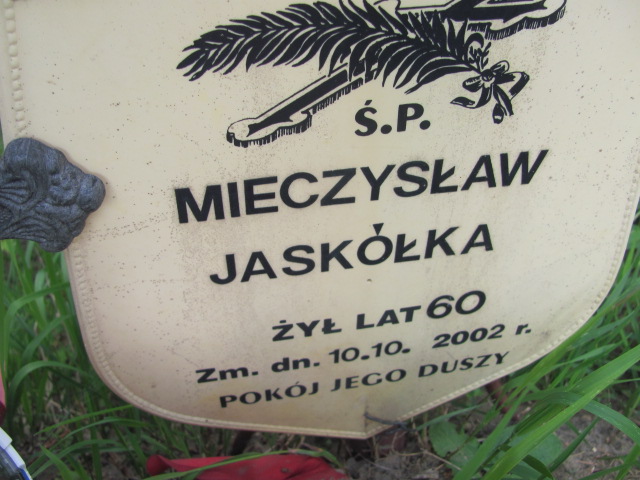 Ś.P.
MIECZYSŁAW
JASKÓŁKA
ŻYŁ LAT 60
Zm. dn. 10.10. 2002 r.
POKÓJ JEGO DUSZY